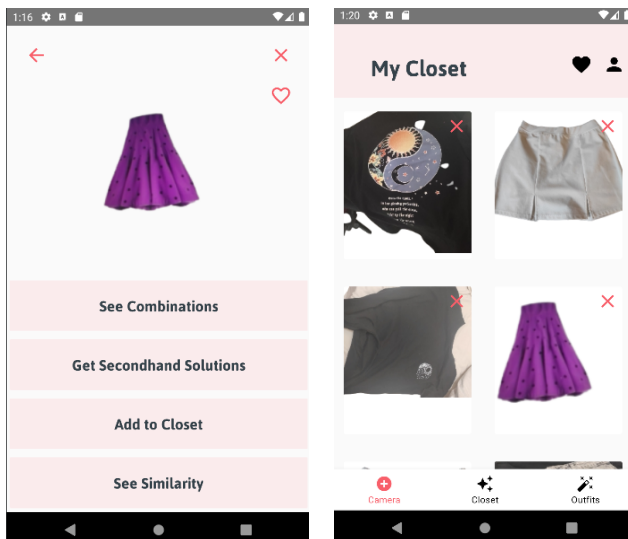 1:16
See Combinations
Get Secondhand Solutions
Add to Closet
See Similarity
1:20
My Closet
Camera
Closet
Outfits